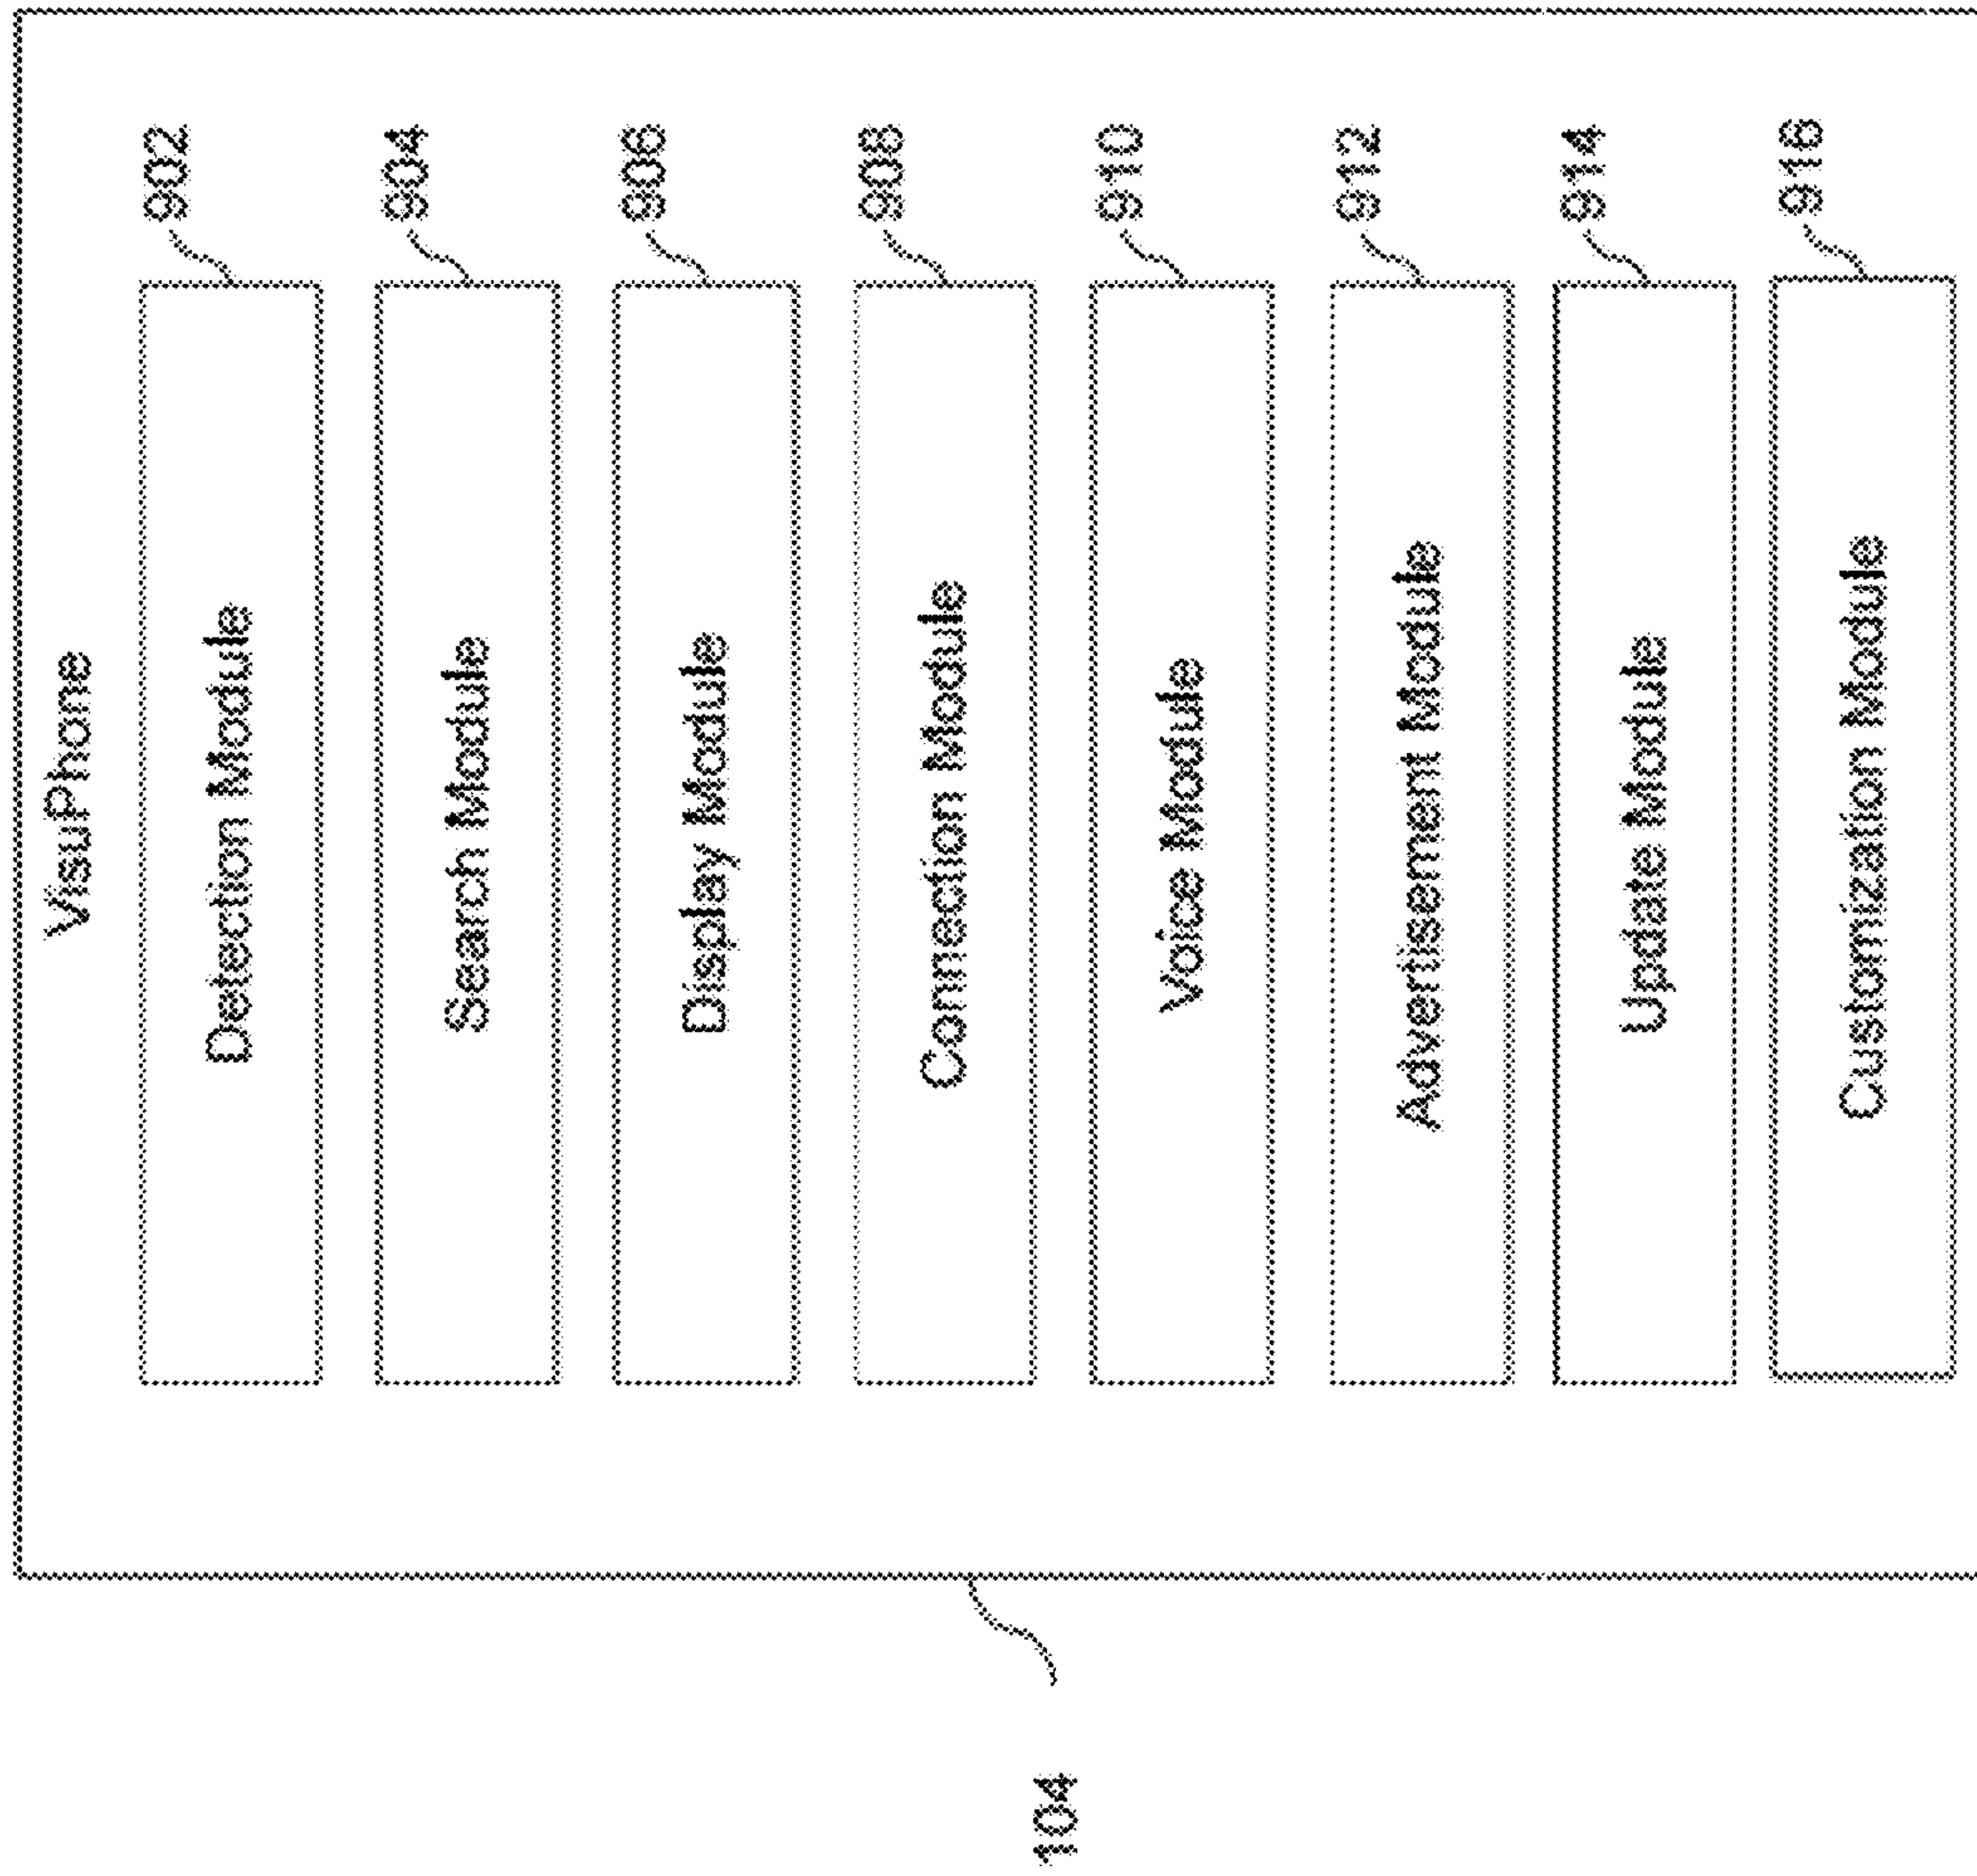 VisuPhone
902
Detection Module
904
Search Module
906
Display Module
908
Connection Module
910
Voice Module
912
Advertisement Module
914
Update Module
916
Customization Module
104